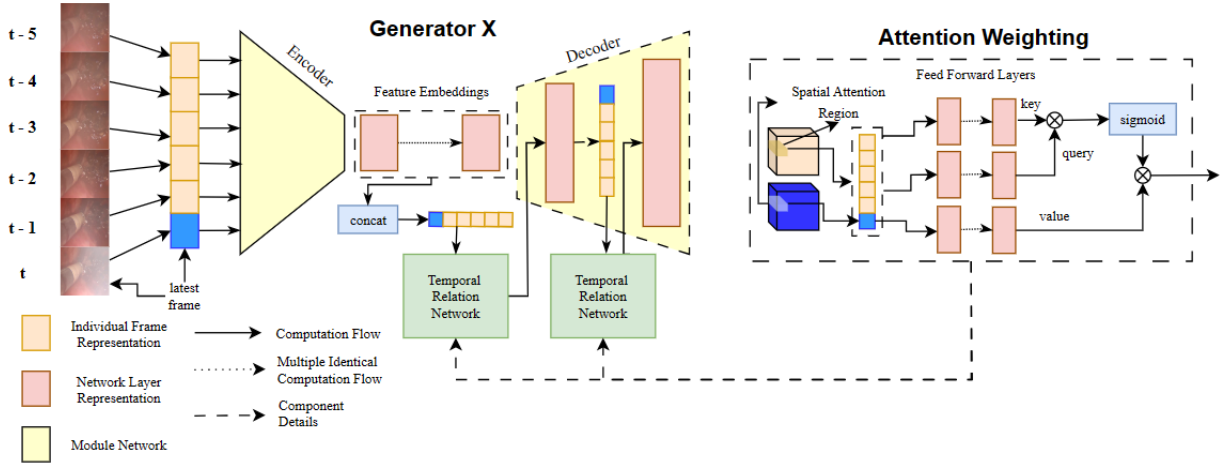 Generator X
Attention Weighting
t - 5
t - 4
t - 3
t - 2
t - 1
t
latest
frame
Encoder
Feature Embeddings
concat
Decoder
Temporal
Relation
Network
Temporal
Relation
Network
Feed Forward Layers
Spatial Attention
Region
key
query
value
sigmoid
Individual Frame
Representation
Network Layer
Representation
Module Network
Computation Flow
Multiple Identical
Computation Flow
Component
Details